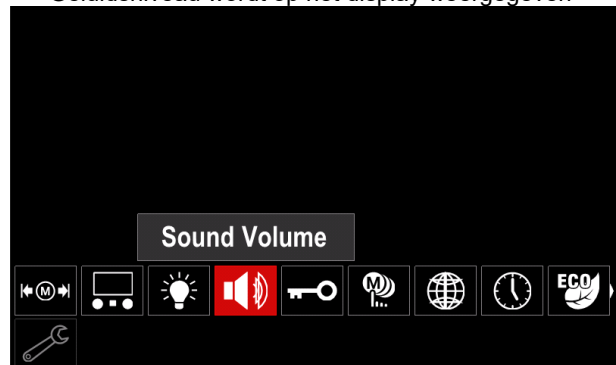 Geluidsniveau wordt op het display weergegeven
Sound Volume
M
M
ECO